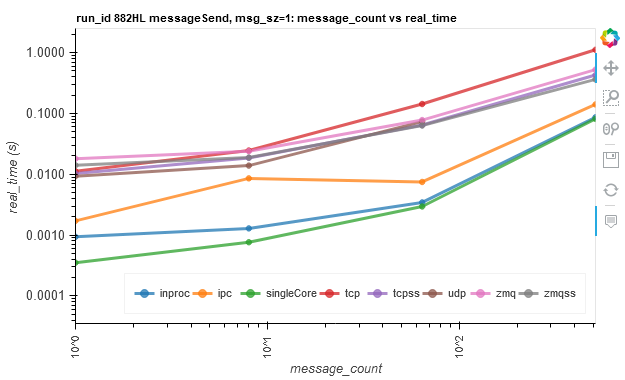 run_id 882HL messageSend, msg_sz=1: message_count vs real_time
real_time (s)
1.0000
0.1000
0.0100
0.0010
0.0001
inproc ipc singleCore tcp tcpss udp zmq zmqss
10^0 10^1 10^2
message_count